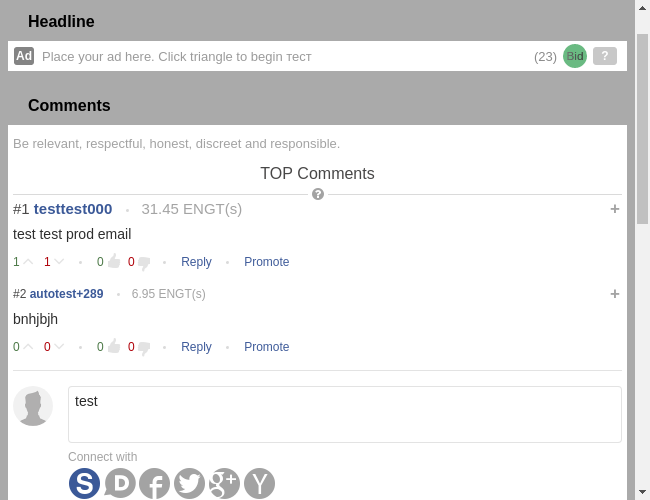 Headline
Ad Place your ad here. Click triangle to begin тест (23) Bid ?
Comments
Be relevant, respectful, honest, discreet and responsible.
TOP Comments
?
#1 testtest000 31.45 ENGT(s) +
test test prod email
1 1 0 0 Reply Promote
#2 autotest+289 6.95 ENGT(s) +
bnhjbjh
0 0 0 0 Reply Promote
test
Connect with
S D f g+ Y